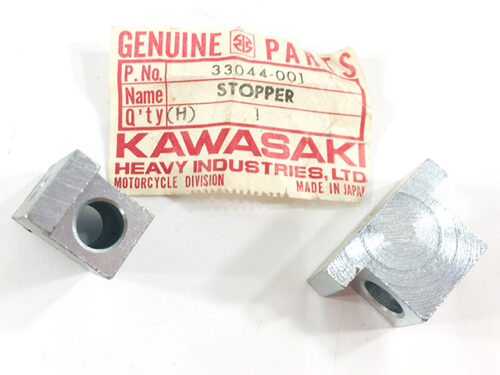 GENUINE PARTS
P. No. 33044-001
Name STOPPER
Q'ty (H) 1
KAWASAKI
HEAVY INDUSTRIES, LTD.
MOTORCYCLE DIVISION MADE IN JAPAN